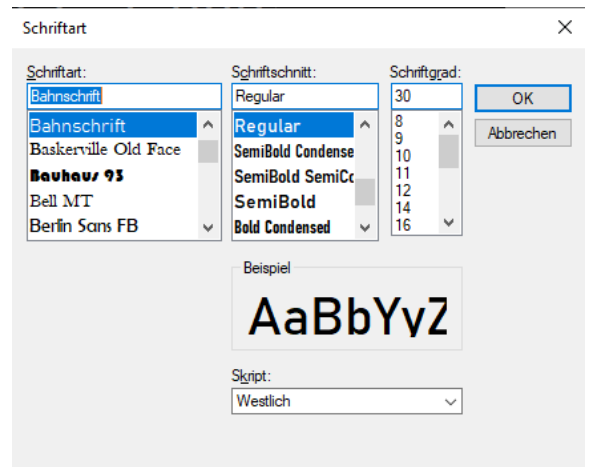 Schriftart
Schriftart:
Bahnschrift
Bahnschrift
Baskerville Old Face
Bauhaus 93
Bell MT
Berlin Sans FB
Schriftschnitt:
Regular
Regular
SemiBold Condense
SemiBold SemiCo
SemiBold
Bold Condensed
Schriftgrad:
30
8
9
10
11
12
14
16
OK
Abbrechen
Beispiel
AaBbYyZ
Skript:
Westlich